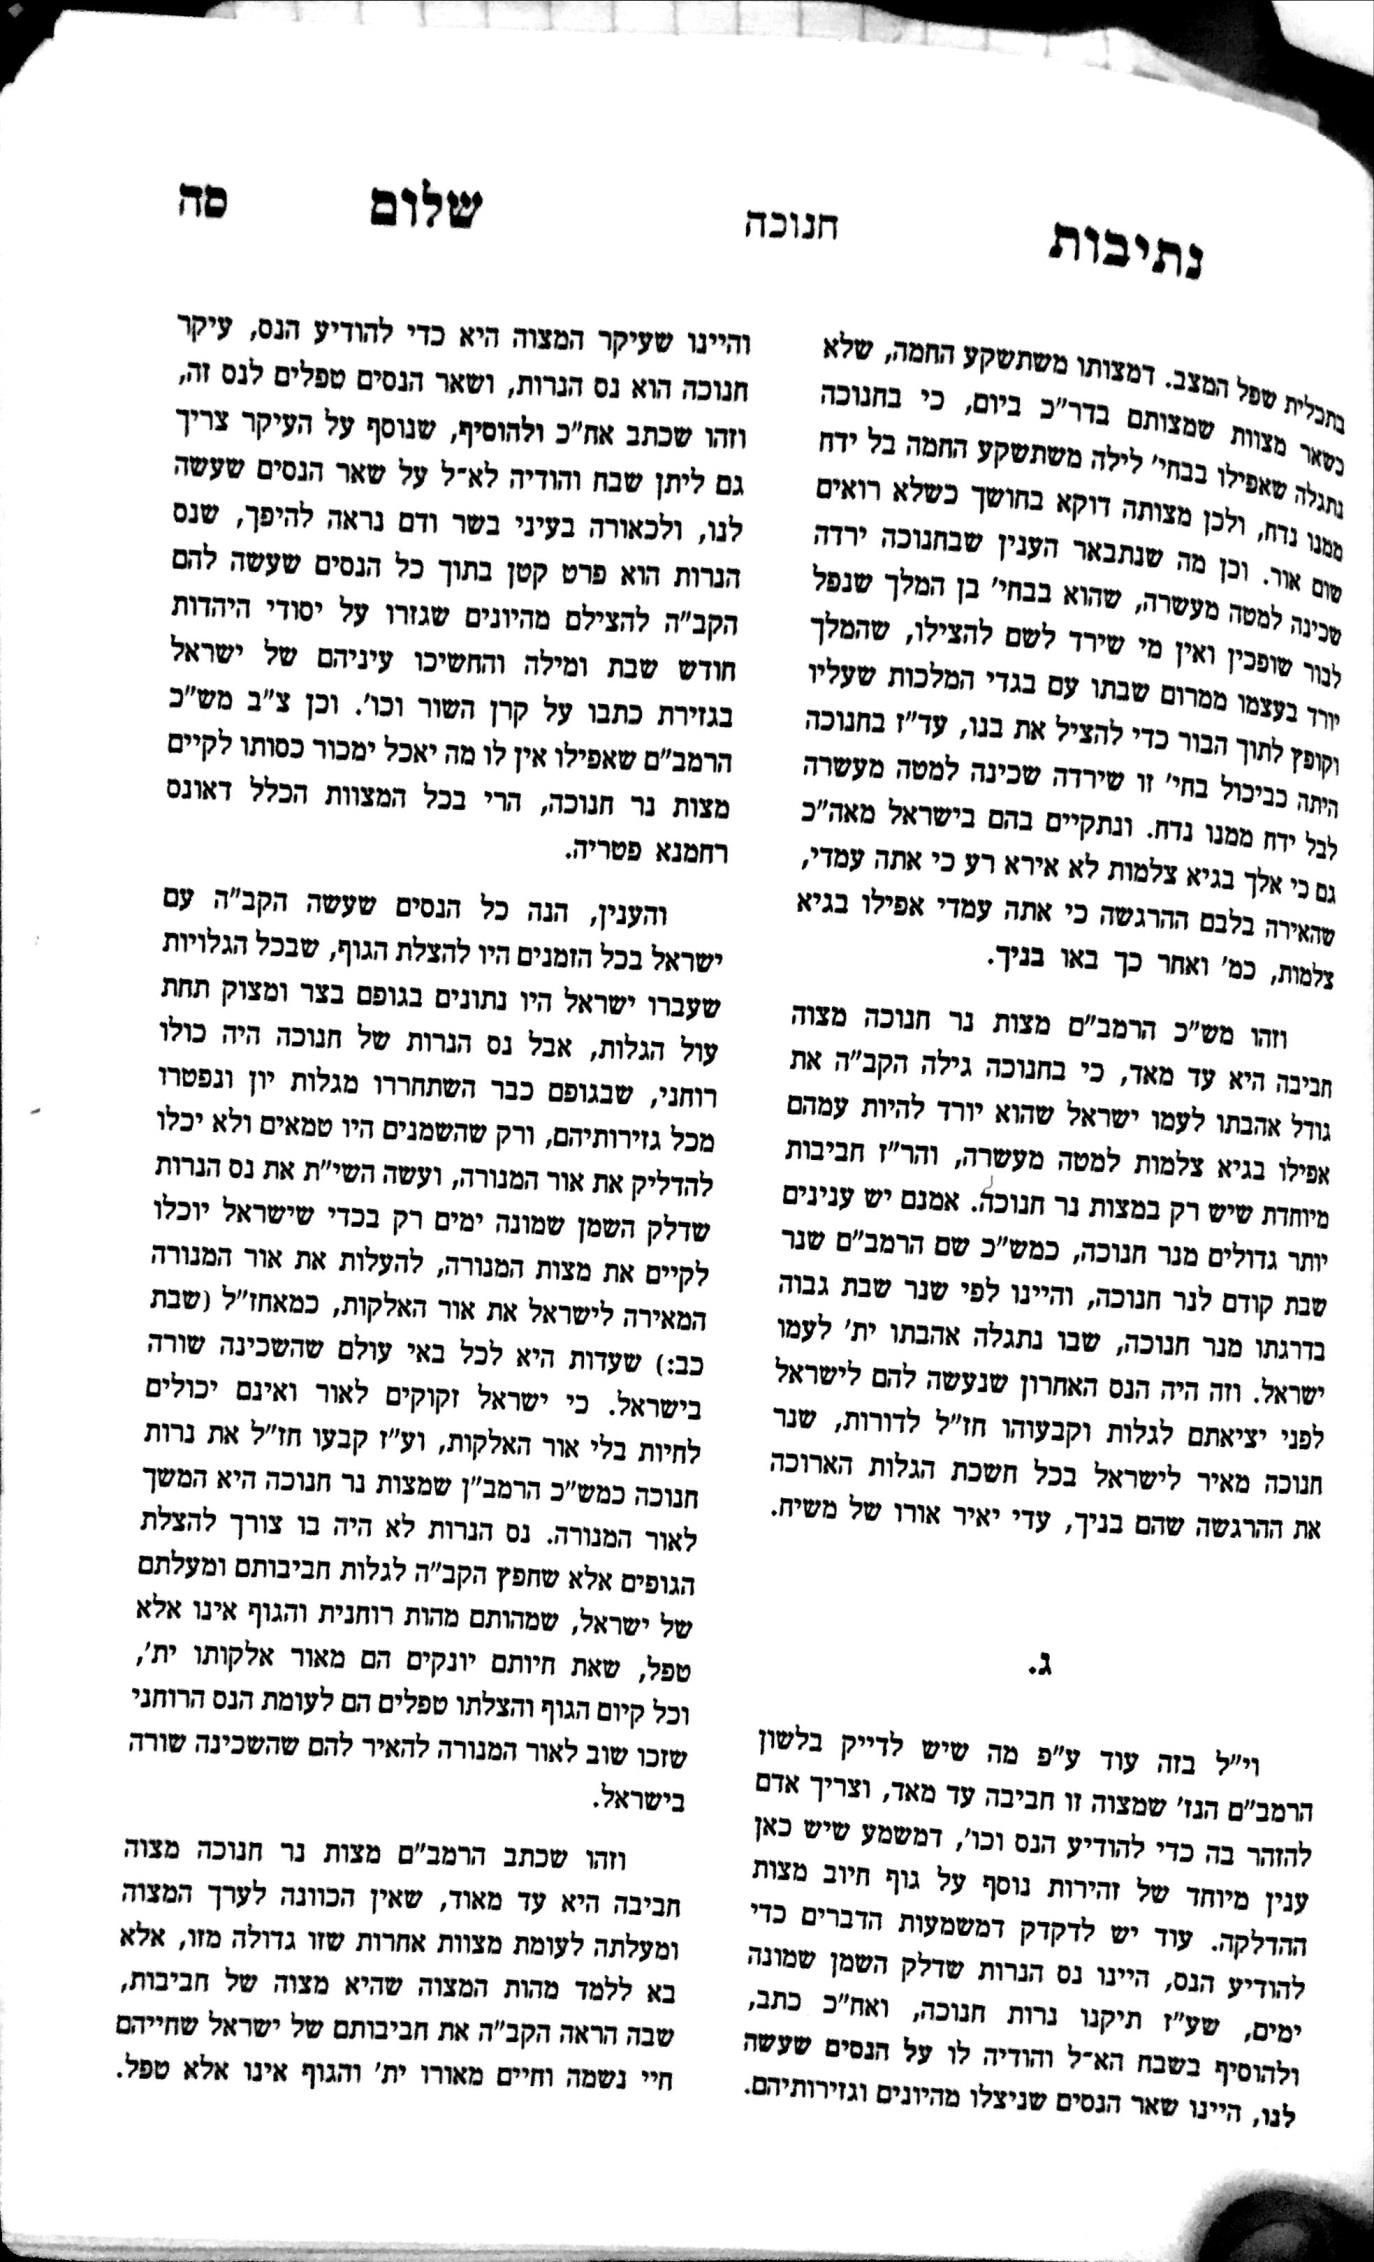 נתיבות חנוכה שלום סה
בתכלית שפל המצב. דמצותו משתשקע החמה, שלא
כשאר מצוות שמצותם בדר״כ ביום, כי בחנוכה
נתגלה שאפילו בבחי׳ לילה משתשקע החמה בל ידח
ממנו נדח, ולכן מצותה דוקא בחושך כשלא רואים
שום אור. וכן מה שנתבאר הענין שבחנוכה ירדה
שכינה למטה מעשרה, שהוא בבחי׳ בן המלך שנפל
לבור שופכין ואין מי שירד לשם להצילו, שהמלך
יורד בעצמו ממרום שבתו עם בגדי המלכות שעליו
וקופץ לתוך הבור כדי להציל את בנו, עד״ז בחנוכה
היתה כביכול בחי׳ זו שירדה שכינה למטה מעשרה
לבל ידח ממנו נדח. ונתקיים בהם בישראל מאה״כ
גם כי אלך בגיא צלמות לא אירא רע כי אתה עמדי,
שהאירה בלבם ההרגשה כי אתה עמדי אפילו בגיא
צלמות, כמ׳ ואחר כך באו בניך.
וזהו מש״כ הרמב״ם מצות נר חנוכה מצוה
חביבה היא עד מאד, כי בחנוכה גילה הקב״ה את
גודל אהבתו לעמו ישראל שהוא יורד להיות עמהם
אפילו בגיא צלמות למטה מעשרה, והר״ז חביבות
מיוחדת שיש רק במצות נר חנוכה. אמנם יש ענינים
יותר גדולים מנר חנוכה, כמש״כ שם הרמב״ם שנר
שבת קודם לנר חנוכה, והיינו לפי שנר שבת גבוה
בדרגתו מנר חנוכה, שבו נתגלה אהבתו ית׳ לעמו
ישראל. וזה היה הנס האחרון שנעשה להם לישראל
לפני יציאתם לגלות וקבעוהו חז״ל לדורות, שנר
חנוכה מאיר לישראל בכל חשכת הגלות הארוכה
את ההרגשה שהם בניך, עדי יאיר אורו של משיח.
ג.
וי״ל בזה עוד ע״פ מה שיש לדייק בלשון
הרמב״ם הנז׳ שמצוה זו חביבה עד מאד, וצריך אדם
להזהר בה כדי להודיע הנס וכו׳, דמשמע שיש כאן
ענין מיוחד של זהירות נוסף על גוף חיוב מצות
ההדלקה. עוד יש לדקדק דמשמעות הדברים כדי
להודיע הנס, היינו נס הנרות שדלק השמן שמונה
ימים, שע״ז תיקנו נרות חנוכה, ואח״כ כתב,
ולהוסיף בשבח הא־ל והודיה לו על הנסים שעשה
לנו, היינו שאר הנסים שניצלו מהיונים וגזירותיהם.
והיינו שעיקר המצוה היא כדי להודיע הנס, עיקר
חנוכה הוא נס הנרות, ושאר הנסים טפלים לנס זה,
וזהו שכתב אח״כ ולהוסיף, שנוסף על העיקר צריך
גם ליתן שבח והודיה לא־ל על שאר הנסים שעשה
לנו, ולכאורה בעיני בשר ודם נראה להיפך, שנס
הנרות הוא פרט קטן בתוך כל הנסים שעשה להם
הקב״ה להצילם מהיונים שגזרו על יסודי היהדות
חודש שבת ומילה והחשיכו עיניהם של ישראל
בגזירת כתבו על קרן השור וכו׳. וכן צ״ב מש״כ
הרמב״ם שאפילו אין לו מה יאכל ימכור כסותו לקיים
מצות נר חנוכה, הרי בכל המצוות הכלל דאונס
רחמנא פטריה.
והענין, הנה כל הנסים שעשה הקב״ה עם
ישראל בכל הזמנים היו להצלת הגוף, שבכל הגלויות
שעברו ישראל היו נתונים בגופם בצר ומצוק תחת
עול הגלות, אבל נס הנרות של חנוכה היה כולו
רוחני, שבגופם כבר השתחררו מגלות יון ונפטרו
מכל גזירותיהם, ורק שהשמנים היו טמאים ולא יכלו
להדליק את אור המנורה, ועשה השי״ת את נס הנרות
שדלק השמן שמונה ימים רק בכדי שישראל יוכלו
לקיים את מצות המנורה, להעלות את אור המנורה
המאירה לישראל את אור האלקות, כמאחז״ל (שבת
כב:) שעדות היא לכל באי עולם שהשכינה שורה
בישראל. כי ישראל זקוקים לאור ואינם יכולים
לחיות בלי אור האלקות, וע״ז קבעו חז״ל את נרות
חנוכה כמש״כ הרמב״ן שמצות נר חנוכה היא המשך
לאור המנורה. נס הנרות לא היה בו צורך להצלת
הגופים אלא שחפץ הקב״ה לגלות חביבותם ומעלתם
של ישראל, שמהותם מהות רוחנית והגוף אינו אלא
טפל, שאת חיותם יונקים הם מאור אלקותו ית׳,
וכל קיום הגוף והצלתו טפלים הם לעומת הנס הרוחני
שזכו שוב לאור המנורה להאיר להם שהשכינה שורה
בישראל.
וזהו שכתב הרמב״ם מצות נר חנוכה מצוה
חביבה היא עד מאוד, שאין הכוונה לערך המצוה
ומעלתה לעומת מצוות אחרות שזו גדולה מזו, אלא
בא ללמד מהות המצוה שהיא מצוה של חביבות,
שבה הראה הקב״ה את חביבותם של ישראל שחייהם
חיי נשמה וחיים מאורו ית׳ והגוף אינו אלא טפל.